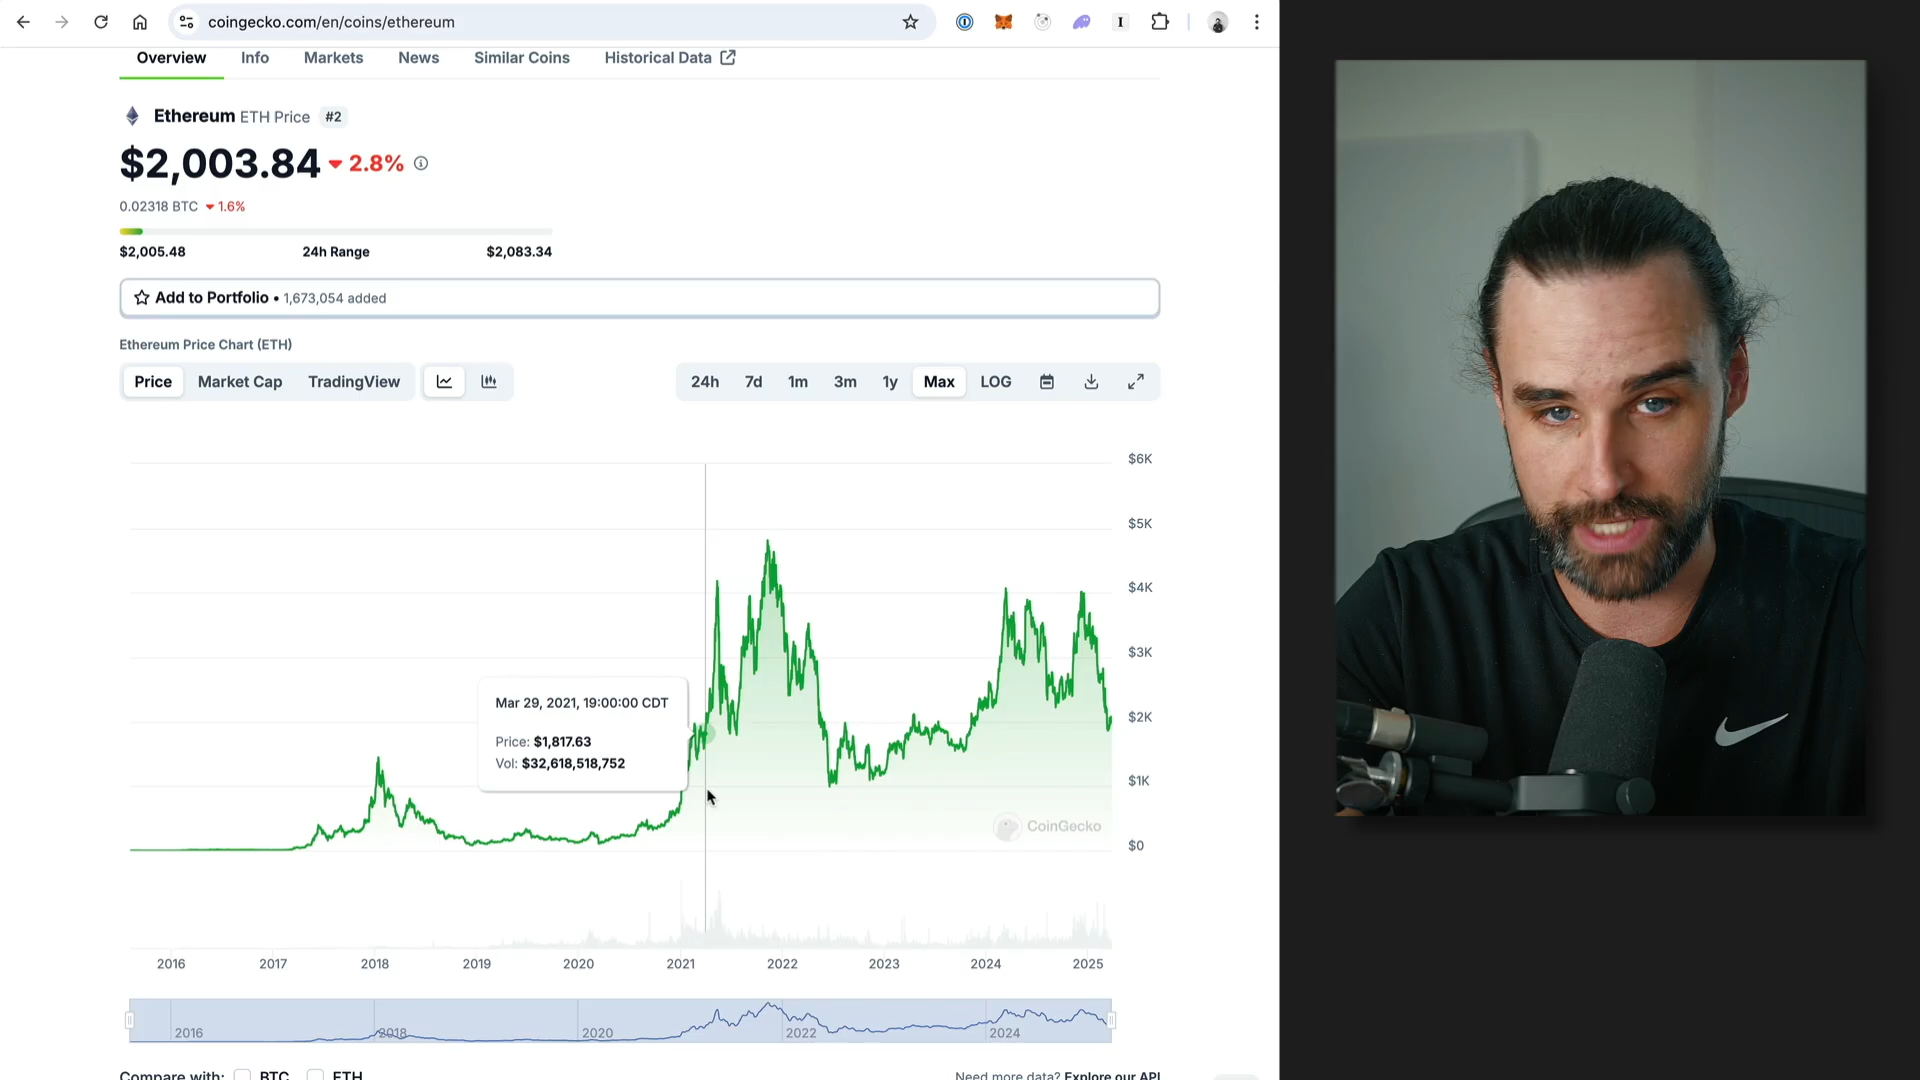 coingecko.com/en/coins/ethereum
Overview Info Markets News Similar Coins Historical Data
Ethereum ETH Price #2
$2,003.84 2.8%
0.02318 BTC 1.6%
$2,005.48 24h Range $2,083.34
Add to Portfolio • 1,673,054 added
Ethereum Price Chart (ETH)
Price Market Cap TradingView 24h 7d 1m 3m 1y Max LOG
$6K
$5K
$4K
$3K
$2K
$1K
$0
Mar 29, 2021, 19:00:00 CDT
Price: $1,817.63
Vol: $32,618,518,752
CoinGecko
2016 2017 2018 2019 2020 2021 2022 2023 2024 2025
2016 2018 2020 2022 2024
Compare with: BTC ETH Need more data? Explore our API